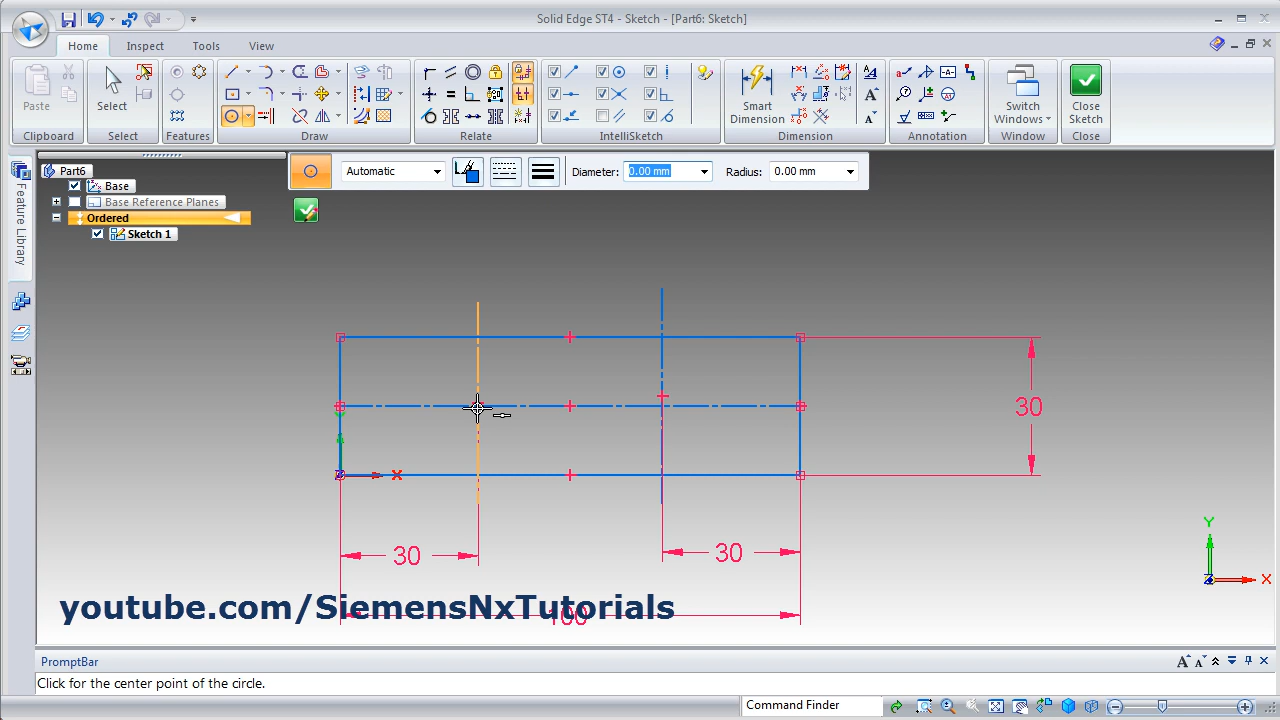 Solid Edge ST4 - Sketch - [Part6: Sketch]
Home
Inspect
Tools
View
Paste
Select
Smart
Dimension
Switch
Windows
Close
Sketch
Clipboard
Select
Features
Draw
Relate
IntelliSketch
Dimension
Annotation
Window
Close
Feature Library
Part6
Base
Base Reference Planes
Ordered
Sketch 1
Automatic
Diameter:
0.00 mm
Radius:
0.00 mm
30
30
30
100
X
Y
X
youtube.com/SiemensNxTutorials
PromptBar
Click for the center point of the circle.
Command Finder